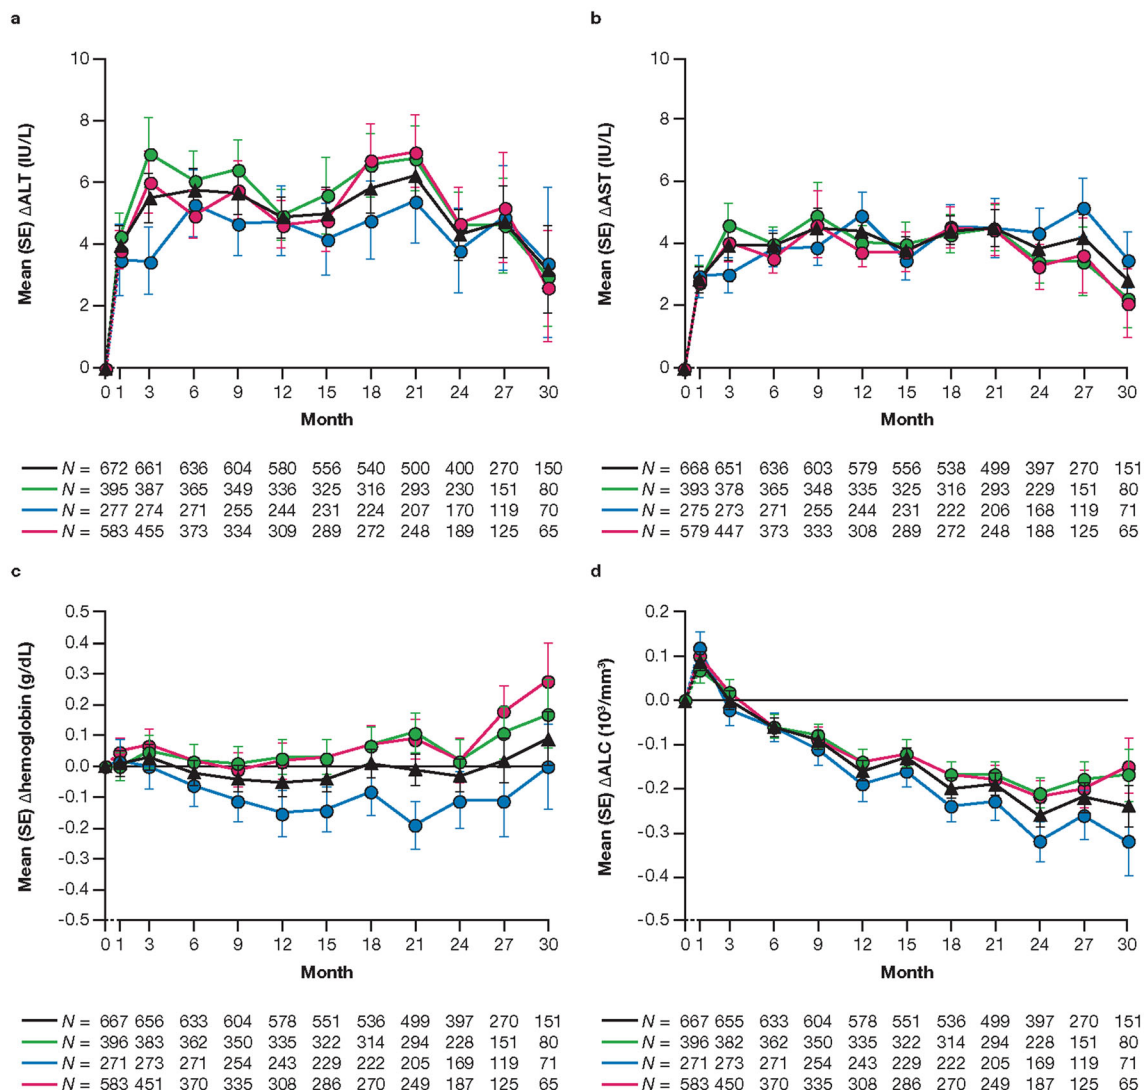 a
Mean (SE) ΔALT (IU/L)
10
8
6
4
2
0
0 1 3 6 9 12 15 18 21 24 27 30
Month
N = 672 661 636 604 580 556 540 500 400 270 150
N = 395 387 365 349 336 325 316 293 230 151 80
N = 277 274 271 255 244 231 224 207 170 119 70
N = 583 455 373 334 309 289 272 248 189 125 65
b
Mean (SE) ΔAST (IU/L)
10
8
6
4
2
0
0 1 3 6 9 12 15 18 21 24 27 30
Month
N = 668 651 636 603 579 556 538 499 397 270 151
N = 393 378 365 348 335 325 316 293 229 151 80
N = 275 273 271 255 244 231 222 206 168 119 71
N = 579 447 373 333 308 289 272 248 188 125 65
c
Mean (SE) Δhemoglobin (g/dL)
0.5
0.4
0.3
0.2
0.1
0.0
-0.1
-0.2
-0.3
-0.4
-0.5
0 1 3 6 9 12 15 18 21 24 27 30
Month
N = 667 656 633 604 578 551 536 499 397 270 151
N = 396 383 362 350 335 322 314 294 228 151 80
N = 271 273 271 254 243 229 222 205 169 119 71
N = 583 451 370 335 308 286 270 249 187 125 65
d
Mean (SE) ΔALC (10³/mm³)
0.2
0.1
0.0
-0.1
-0.2
-0.3
-0.4
-0.5
0 1 3 6 9 12 15 18 21 24 27 30
Month
N = 667 655 633 604 578 551 536 499 397 270 151
N = 396 382 362 350 335 322 314 294 228 151 80
N = 271 273 271 254 243 229 222 205 169 119 71
N = 583 450 370 335 308 286 270 249 187 125 65